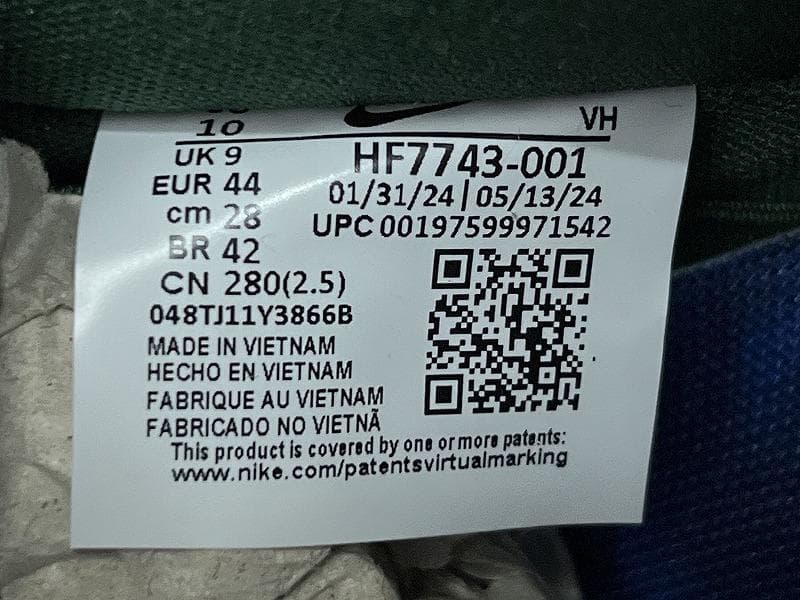 10
VH
UK 9
HF7743-001
EUR 44
01/31/24 | 05/13/24
cm 28
UPC 00197599971542
BR 42
CN 280(2.5)
048TJ11Y3866B
MADE IN VIETNAM
HECHO EN VIETNAM
FABRIQUE AU VIETNAM
FABRICADO NO VIETNÃ
This product is covered by one or more patents:
www.nike.com/patentsvirtualmarking